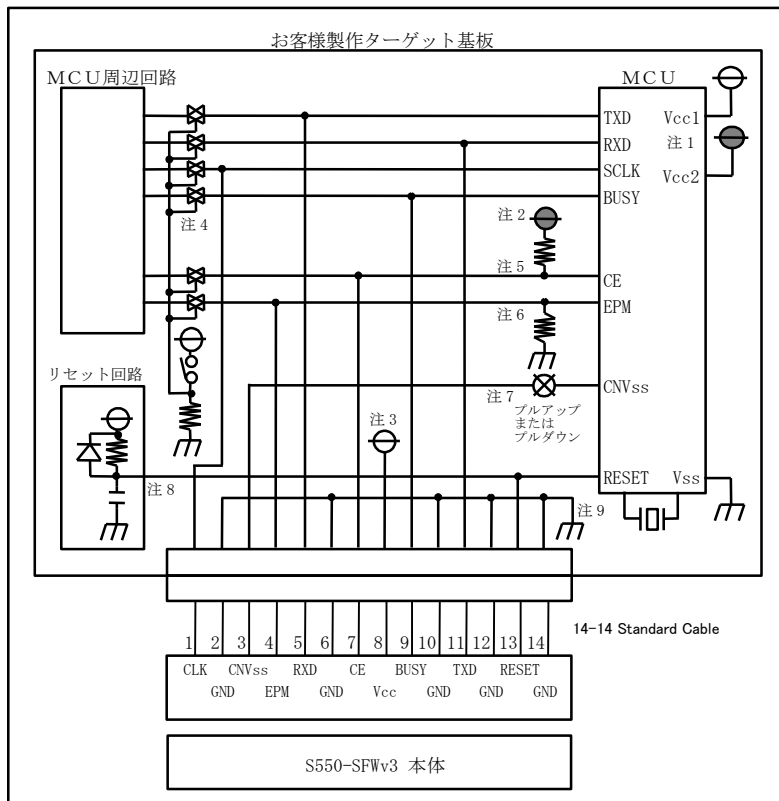 お客様製作ターゲット基板
MCU周辺回路
MCU
TXD
Vcc1
RXD
注1
SCLK
Vcc2
BUSY
注4
注2
注5
CE
EPM
注6
リセット回路
注7
CNVss
プルアップ
または
プルダウン
注3
注8
RESET
Vss
注9
14-14 Standard Cable
1 2 3 4 5 6 7 8 9 10 11 12 13 14
CLK CNVss RXD CE BUSY TXD RESET
GND EPM GND Vcc GND GND GND
S550-SFWv3 本体